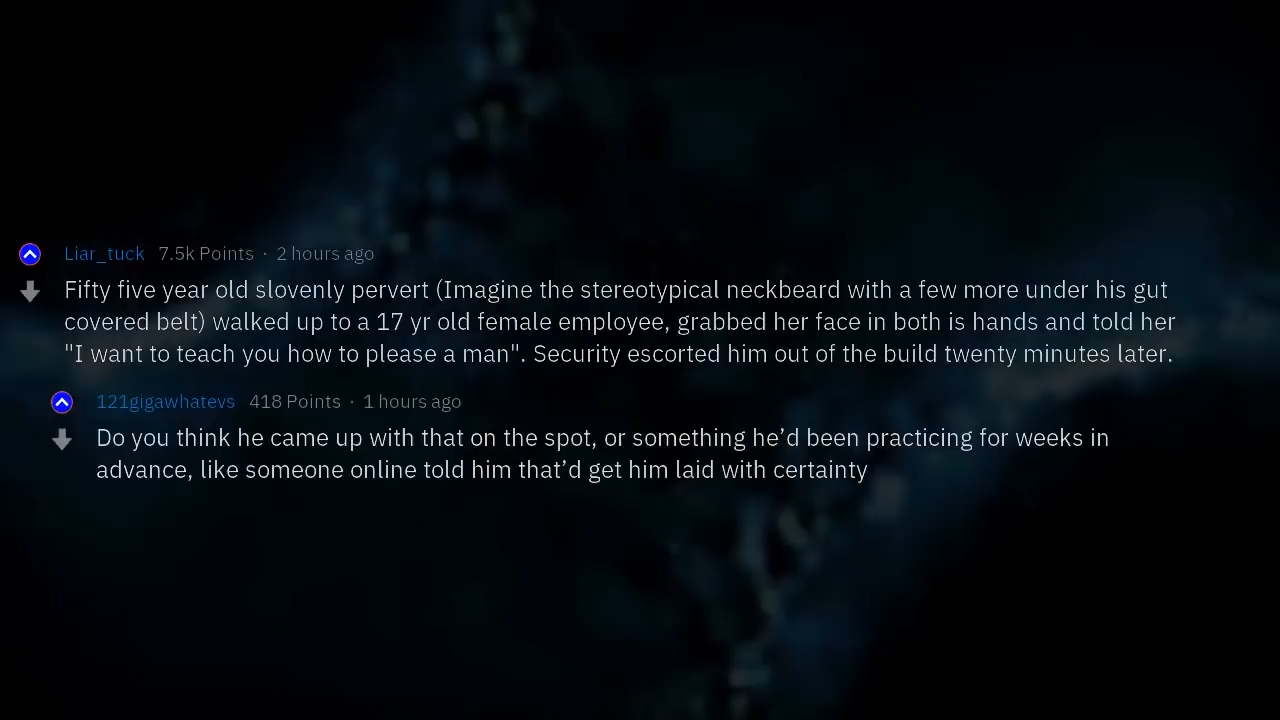 Liar_tuck 7.5k Points · 2 hours ago
Fifty five year old slovenly pervert (Imagine the stereotypical neckbeard with a few more under his gut
covered belt) walked up to a 17 yr old female employee, grabbed her face in both is hands and told her
"I want to teach you how to please a man". Security escorted him out of the build twenty minutes later.
121gigawhatevs 418 Points · 1 hours ago
Do you think he came up with that on the spot, or something he’d been practicing for weeks in
advance, like someone online told him that’d get him laid with certainty